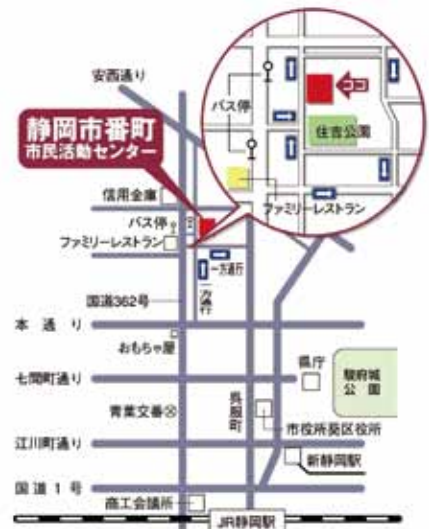 安西通り
静岡市番町
市民活動センター
バス停
ココ
住吉公園
ファミリーレストラン
信用金庫
バス停
ファミリーレストラン
一方通行
一方通行
国道362号
本通り
おもちゃ屋
県庁
駿府城
公園
七間町通り
呉服町
青葉交番
市役所葵区役所
江川町通り
新静岡駅
国道1号
商工会議所
JR静岡駅